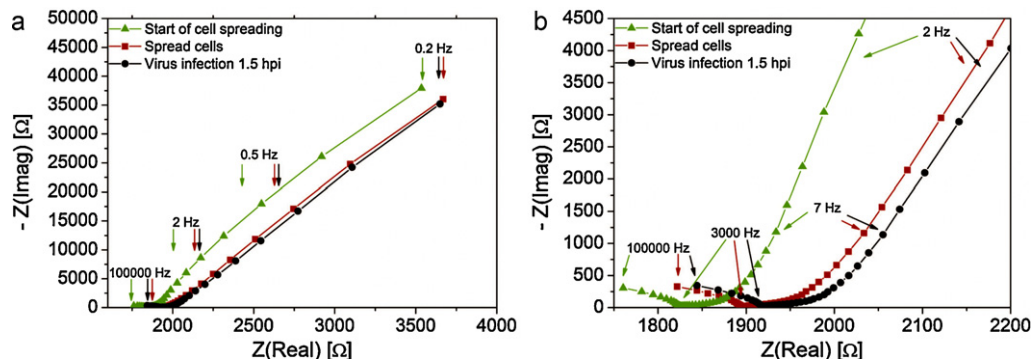 a
50000
45000
40000
35000
30000
25000
20000
15000
10000
5000
0
- Z(Imag) [Ω]
Start of cell spreading
Spread cells
Virus infection 1.5 hpi
0.2 Hz
0.5 Hz
2 Hz
100000 Hz
2000 2500 3000 3500 4000
Z(Real) [Ω]
b
4500
4000
3500
3000
2500
2000
1500
1000
500
0
- Z(Imag) [Ω]
Start of cell spreading
Spread cells
Virus infection 1.5 hpi
2 Hz
7 Hz
3000 Hz
100000 Hz
1800 1900 2000 2100 2200
Z(Real) [Ω]